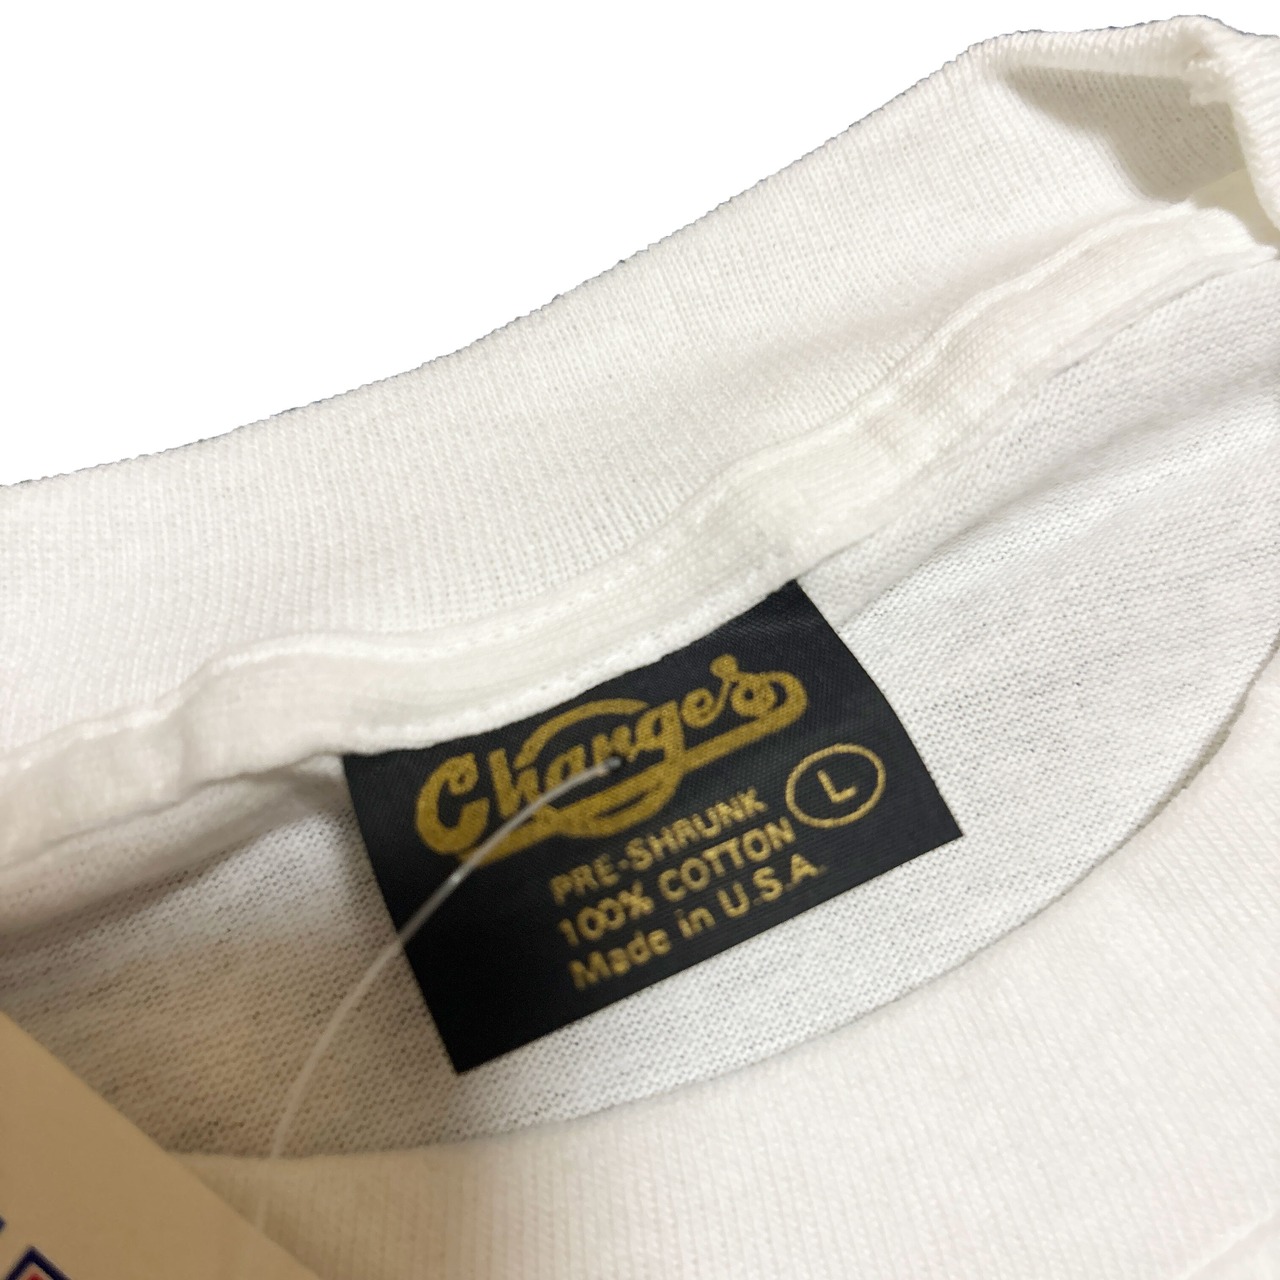 Changes
L
PRE-SHRUNK
100% COTTON
Made in U.S.A.